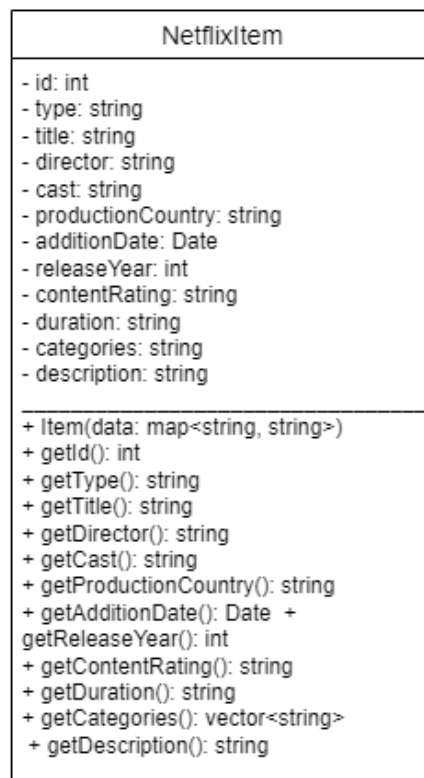 NetflixItem
- id: int
- type: string
- title: string
- director: string
- cast: string
- productionCountry: string
- additionDate: Date
- releaseYear: int
- contentRating: string
- duration: string
- categories: string
- description: string
+ Item(data: map<string, string>)
+ getId(): int
+ getType(): string
+ getTitle(): string
+ getDirector(): string
+ getCast(): string
+ getProductionCountry(): string
+ getAdditionDate(): Date +
getReleaseYear(): int
+ getContentRating(): string
+ getDuration(): string
+ getCategories(): vector<string>
+ getDescription(): string